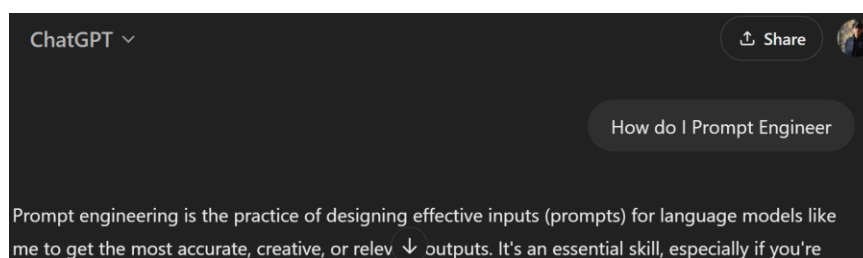 ChatGPT
Share
How do I Prompt Engineer
Prompt engineering is the practice of designing effective inputs (prompts) for language models like
me to get the most accurate, creative, or relev outputs. It's an essential skill, especially if you're